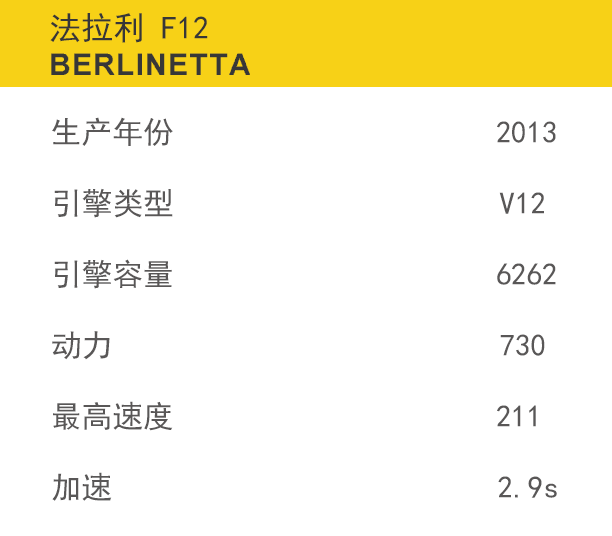 法拉利 F12
BERLINETTA
生产年份 2013
引擎类型 V12
引擎容量 6262
动力 730
最高速度 211
加速 2.9s